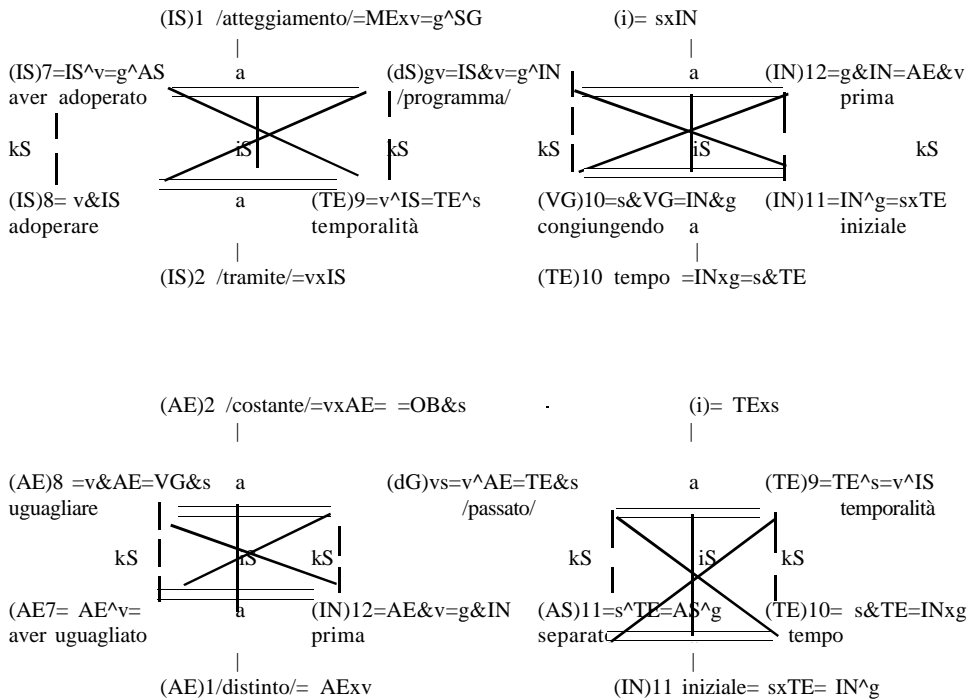 (IS)1 /atteggiamento/=MExv=g^SG (i)= sxIN
| |
(IS)7=IS^v=g^AS a (dS)gv=IS&v=g^IN a (IN)12=g&IN=AE&v
aver adoperato /programma/ prima
kS iS kS kS iS kS
(IS)8= v&IS a (TE)9=v^IS=TE^s (VG)10=s&VG=IN&g (IN)11=IN^g=sxTE
adoperare temporalità congiungendo a iniziale
| |
(IS)2 /tramite/=vxIS (TE)10 tempo =INxg=s&TE
(AE)2 /costante/=vxAE= =OB&s - (i)= TExs
| |
(AE)8 =v&AE=VG&s a (dG)vs=v^AE=TE&s a (TE)9=TE^s=v^IS
uguagliare /passato/ temporalità
kS iS kS kS iS kS
(AE7= AE^v= a (IN)12=AE&v=g&IN (AS)11=s^TE=AS^g (TE)10= s&TE=INxg
aver uguagliato prima separato tempo
| |
(AE)1/distinto/= AExv (IN)11 iniziale= sxTE= IN^g